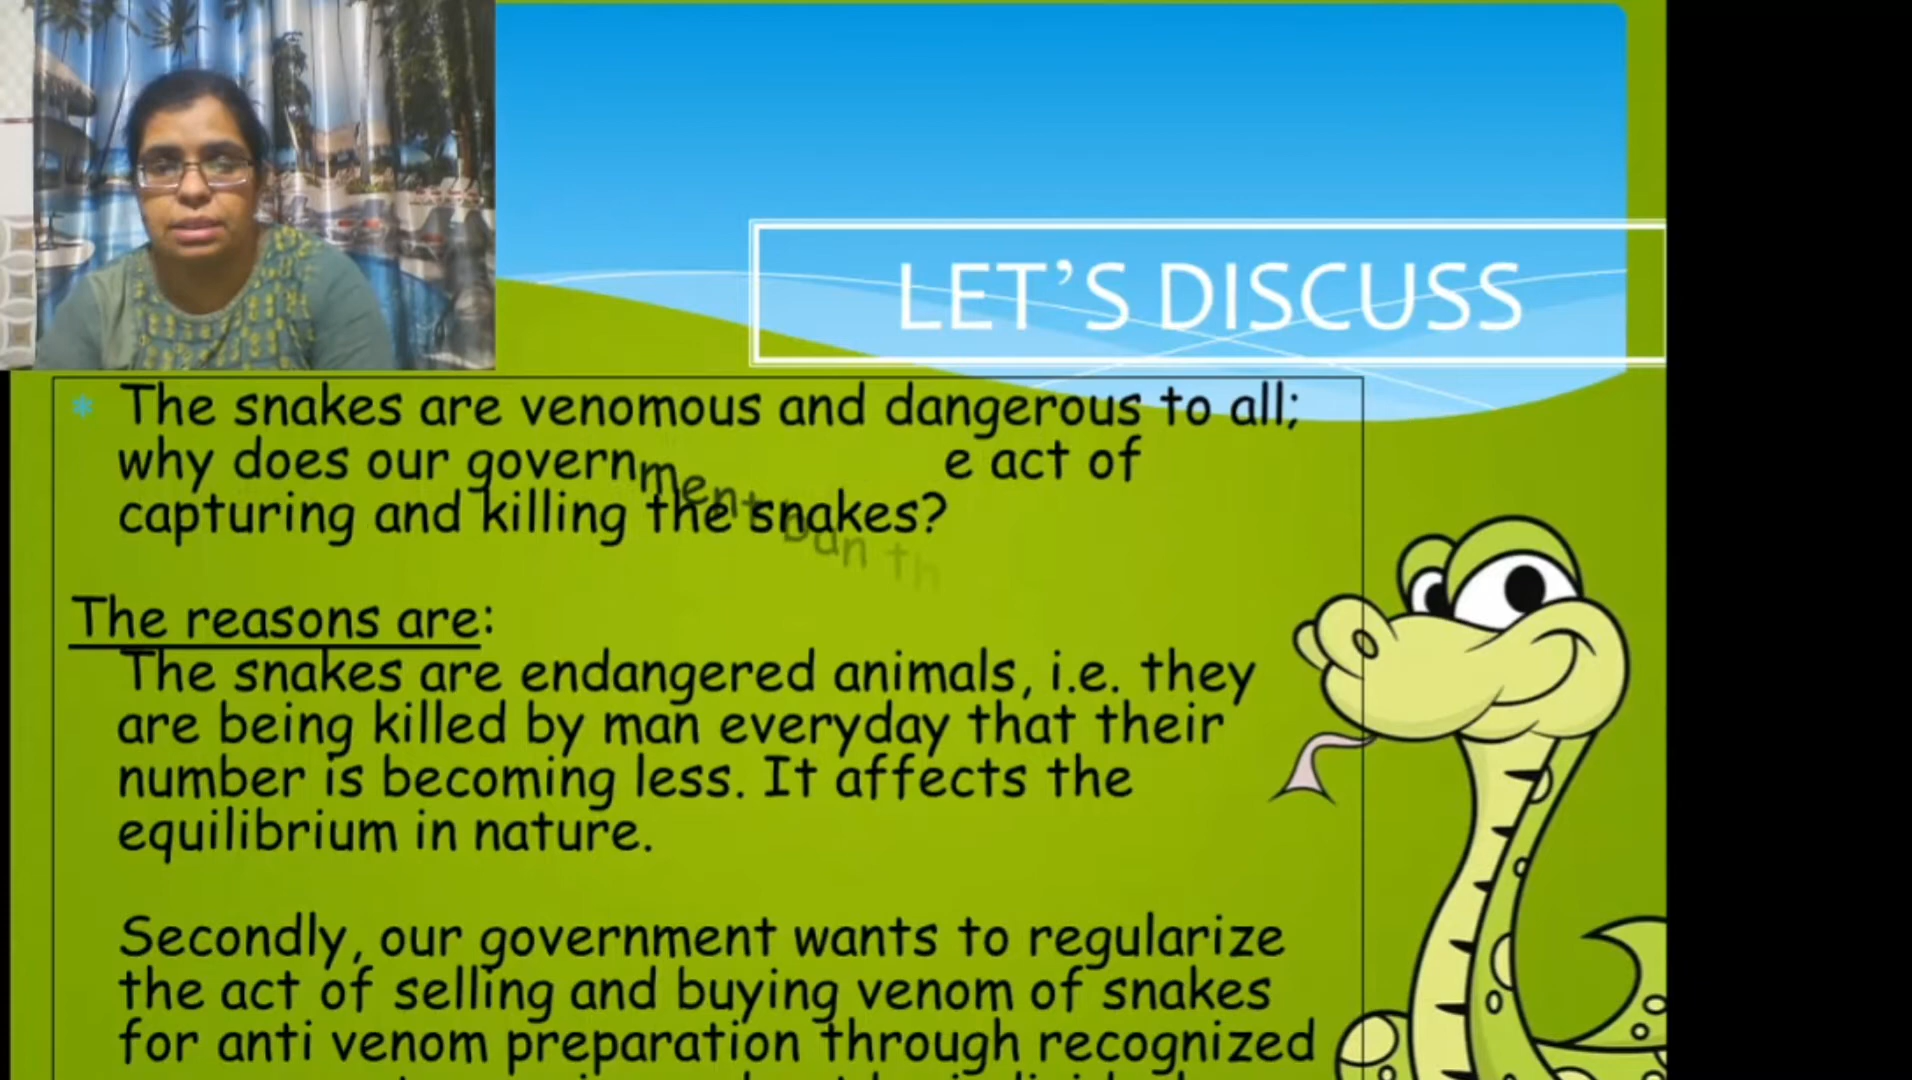 LET'S DISCUSS
* The snakes are venomous and dangerous to all;
why does our government ban the act of
capturing and killing the snakes?
The reasons are:
The snakes are endangered animals, i.e. they
are being killed by man everyday that their
number is becoming less. It affects the
equilibrium in nature.
Secondly, our government wants to regularize
the act of selling and buying venom of snakes
for anti venom preparation through recognized